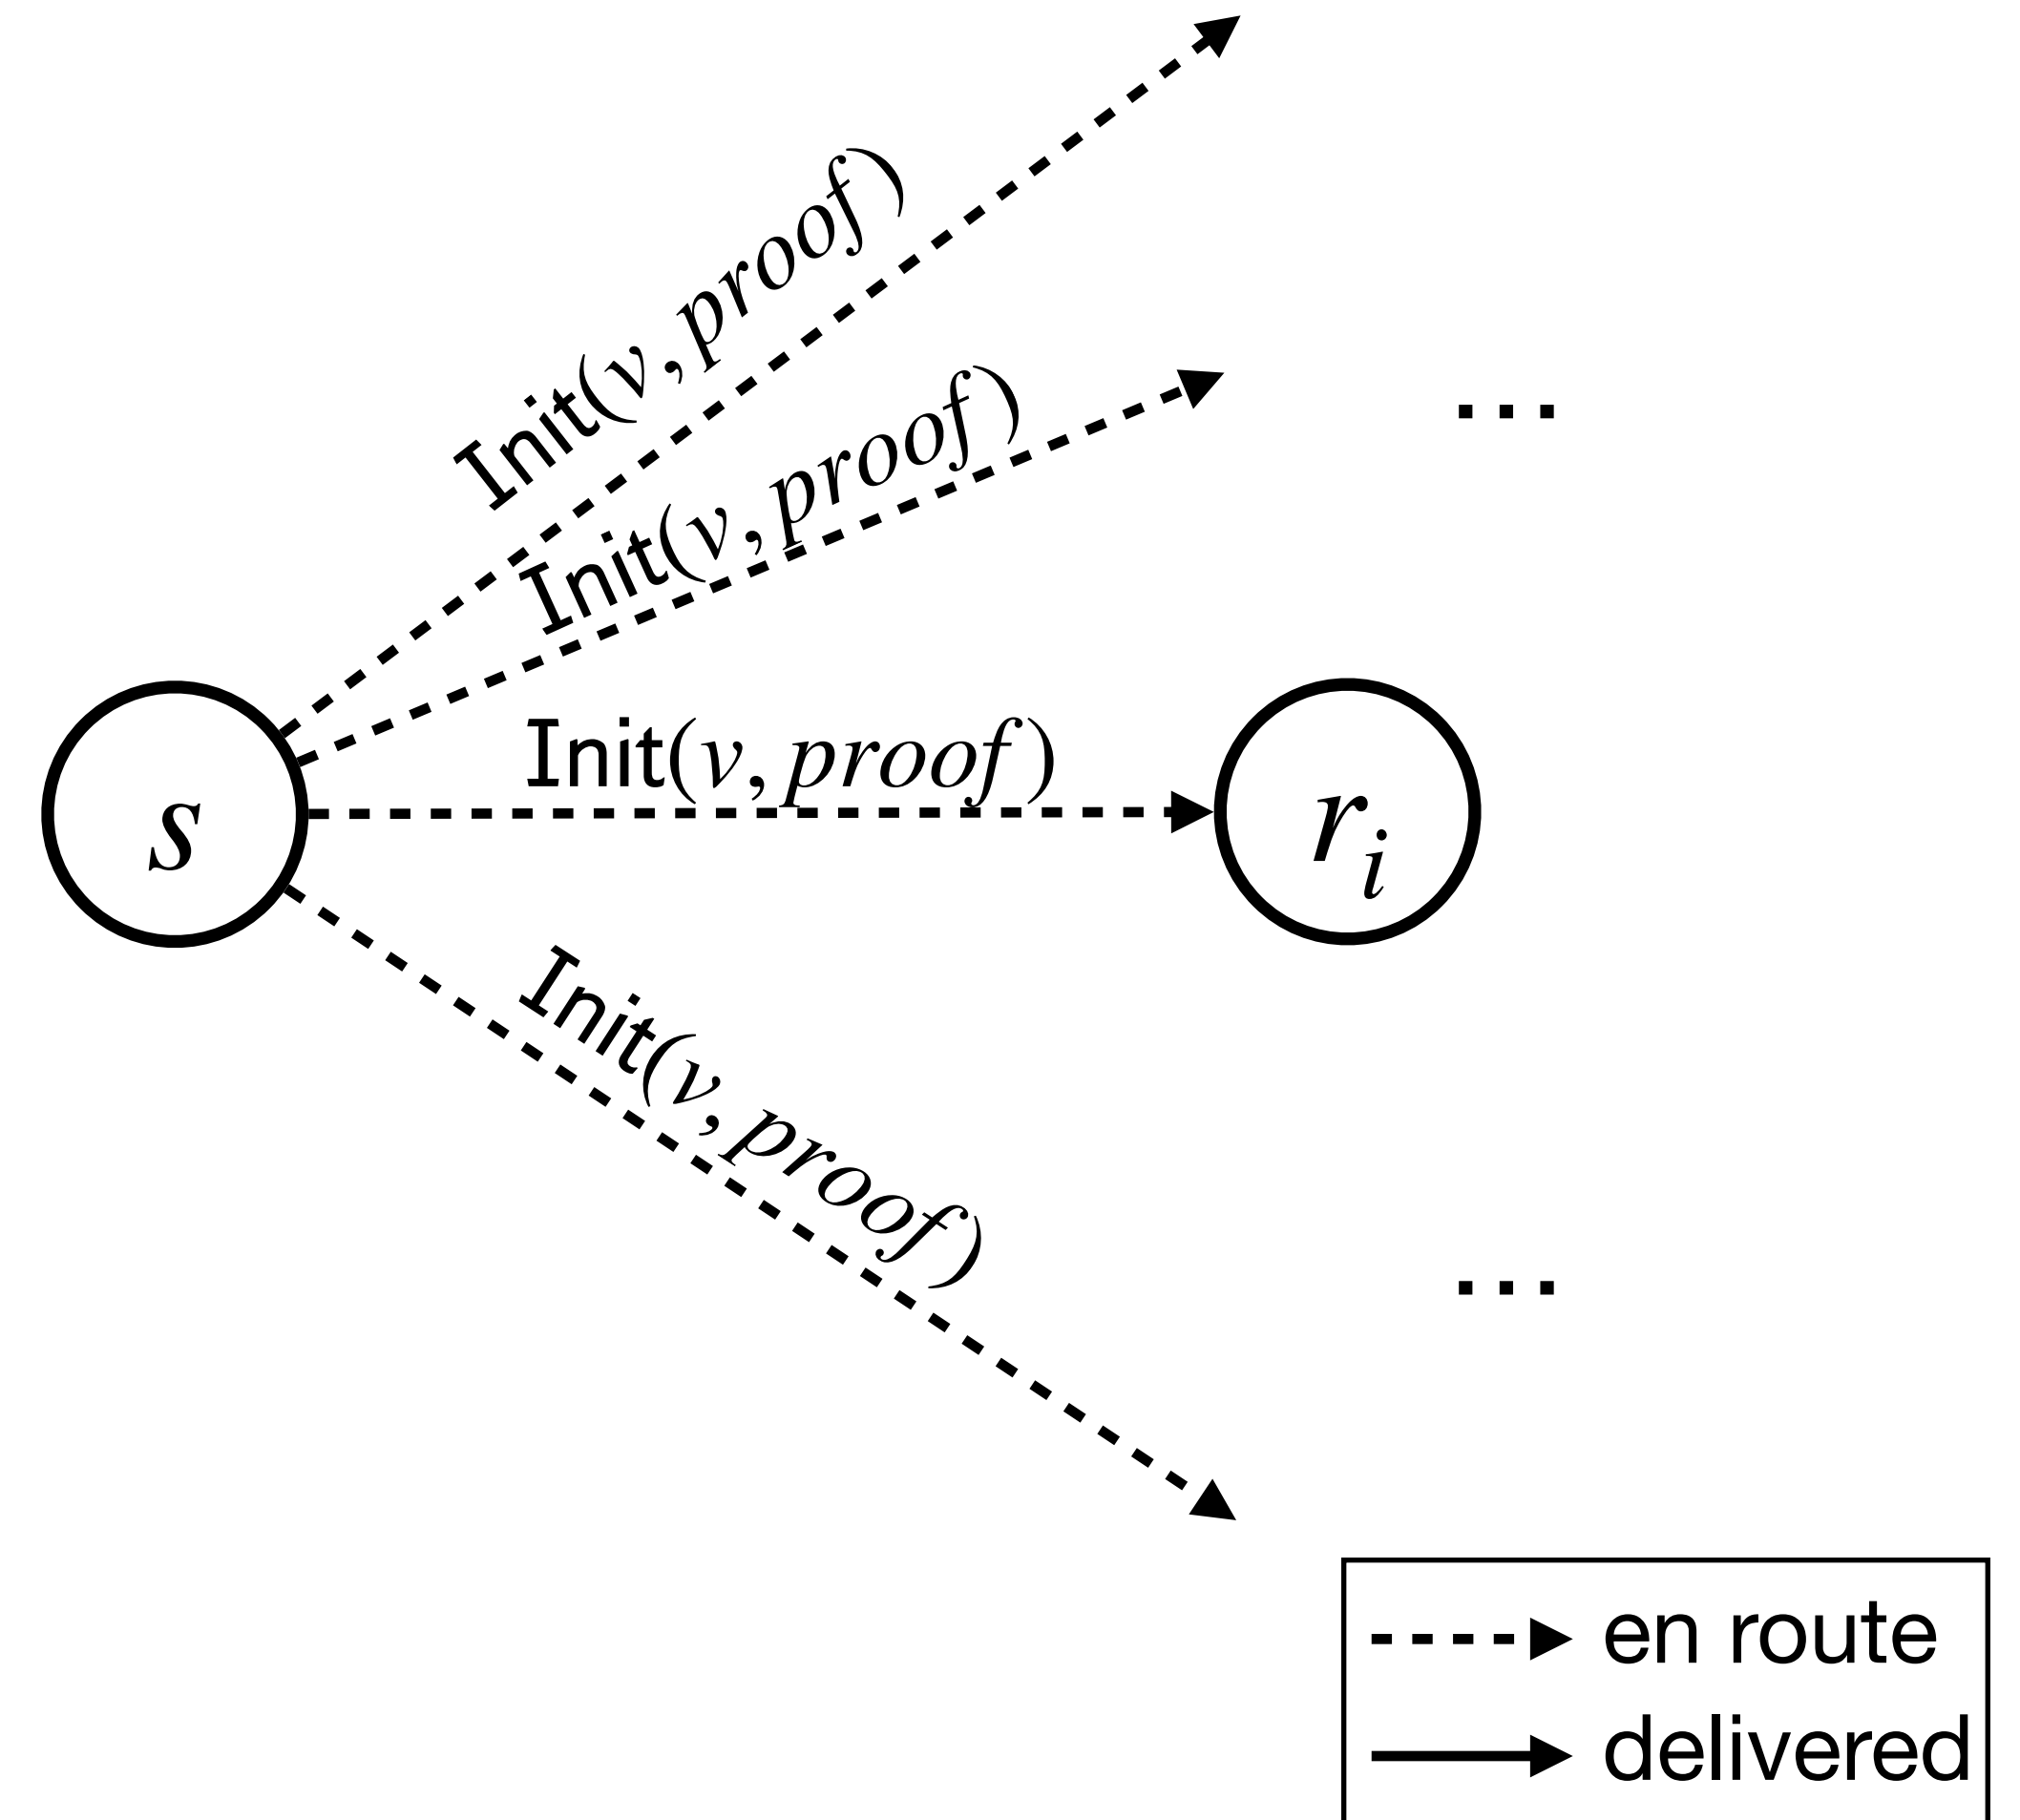 Init(v, proof)
Init(v, proof)
Init(v, proof)
s
r_i
Init(v, proof)
...
...
en route
delivered